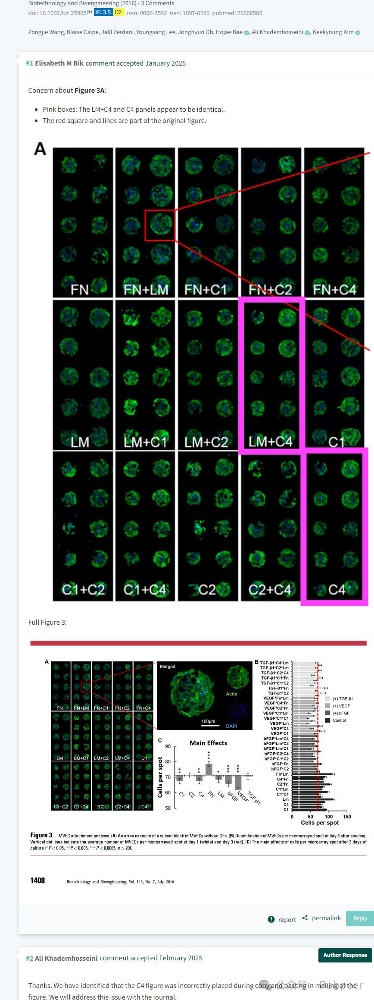 Biotechnology and Bioengineering (2016) - 3 Comments
doi: 10.1002/bit.25905 IF: 3.5 Q2 issn: 0006-3592 issn: 1097-0290 pubmed: 26666585
Zongjie Wang, Blaise Calpe, Jalil Zerdani, Youngsang Lee, Jonghyun Oh, Hojae Bae, Ali Khademhosseini, Keekyoung Kim
#1 Elisabeth M Bik comment accepted January 2025
Concern about Figure 3A:
• Pink boxes: The LM+C4 and C4 panels appear to be identical.
• The red square and lines are part of the original figure.
A
FN FN+LM FN+C1 FN+C2 FN+C4
LM LM+C1 LM+C2 LM+C4 C1
C1+C2 C1+C4 C2 C2+C4 C4
Full Figure 3:
A
FN FN+LM FN+C1 FN+C2 FN+C4
LM LM+C1 LM+C2 LM+C4 C1
C1+C2 C1+C4 C2 C2+C4 C4
Merged
Actin
100μm
DAPI
C
Main Effects
Cells per spot
90
80
70
60
50
** ** *** * *** ***
C1 C2 C4 FN LM bFGF VEGF TGF-β1
B
TGF-β1*C4*Lm
TGF-β1*C2*Lm
TGF-β1*C2*C4
TGF-β1*C1*Fn
TGF-β1*C1*C2
TGF-β1*Fn
TGF-β1*C2
VEGF*Fn*Lm
VEGF*C4*Fn
VEGF*C2*Fn
VEGF*C1*Lm
VEGF*C1*C4
VEGF*Lm
VEGF*C4
VEGF*C1
bFGF*Lm*C4
bFGF*Lm*C2
bFGF*Lm*C1
bFGF*C2*C4
bFGF*C1*C2
bFGF*Fn
bFGF*C2
Fn*Lm
C4*Fn
C2*Fn
C1*Lm
C1*C4
Lm
C4
C1
(+) TGF-β1
(+) VEGF
(+) bFGF
Control
0 50 100 150
Cells per spot
Figure 3. MVEC attachment analysis. (A) An array example of a subset block of MVECs without GFs. (B) Quantification of MVECs per microarrayed spot at day 3 after seeding.
Vertical dot lines indicate the average number of MVECs per microarrayed spot at day 1 (white) and day 3 (red). (C) The main effects of cells per microarray spot after 3 days of
culture (*P < 0.05, **P < 0.005, ***P < 0.0005, n > 20).
1408 Biotechnology and Bioengineering, Vol. 113, No. 7, July, 2016
report permalink Reply
#2 Ali Khademhosseini comment accepted February 2025
Author Response
Thanks. We have identified that the C4 figure was incorrectly placed during copy and pasting in making of the
figure. We will address this issue with the journal.
公众号 · Pubpeer